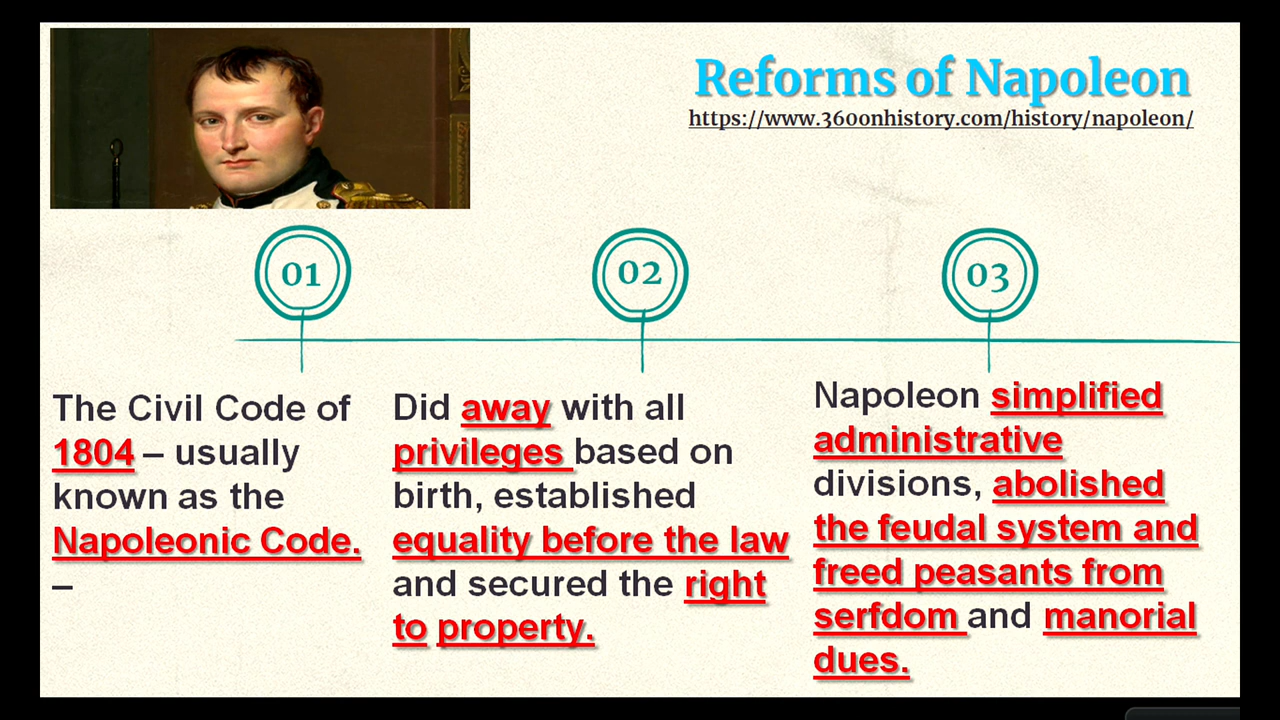 Reforms of Napoleon
https://www.360onhistory.com/history/napoleon/
01
02
03
The Civil Code of
1804 – usually
known as the
Napoleonic Code.
–
Did away with all
privileges based on
birth, established
equality before the law
and secured the right
to property.
Napoleon simplified
administrative
divisions, abolished
the feudal system and
freed peasants from
serfdom and manorial
dues.